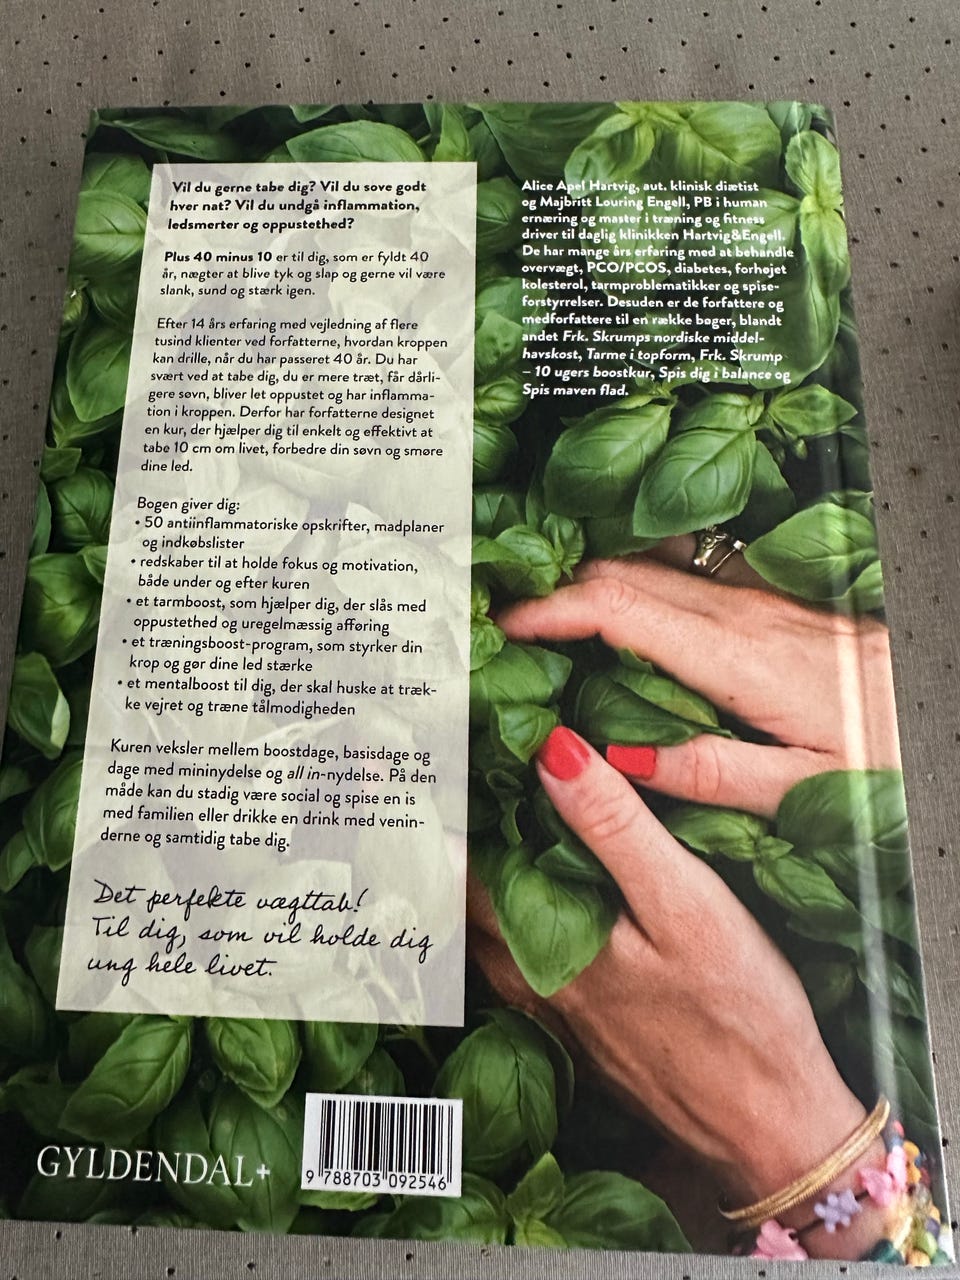 Vil du gerne tabe dig? Vil du sove godt
hver nat? Vil du undgå inflammation,
ledsmerter og oppustethed?
Plus 40 minus 10 er til dig, som er fyldt 40
år, nægter at blive tyk og slap og gerne vil være
slank, sund og stærk igen.
Efter 14 års erfaring med vejledning af flere
tusind klienter ved forfatterne, hvordan kroppen
kan drille, når du har passeret 40 år. Du har
svært ved at tabe dig, du er mere træt, får dårli-
gere søvn, bliver let oppustet og har inflamma-
tion i kroppen. Derfor har forfatterne designet
en kur, der hjælper dig til enkelt og effektivt at
tabe 10 cm om livet, forbedre din søvn og smøre
dine led.
Bogen giver dig:
• 50 antiinflammatoriske opskrifter, madplaner
og indkøbslister
• redskaber til at holde fokus og motivation,
både under og efter kuren
• et tarmboost, som hjælper dig, der slås med
oppustethed og uregelmæssig afføring
• et træningsboost-program, som styrker din
krop og gør dine led stærke
• et mentalboost til dig, der skal huske at træk-
ke vejret og træne tålmodigheden
Kuren veksler mellem boostdage, basisdage og
dage med mininydelse og all in-nydelse. På den
måde kan du stadig være social og spise en is
med familien eller drikke en drink med venin-
derne og samtidig tabe dig.
Det perfekte vægttab!
Til dig, som vil holde dig
ung hele livet.
Alice Apel Hartvig, aut. klinisk diætist
og Majbritt Louring Engell, PB i human
ernæring og master i træning og fitness
driver til daglig klinikken Hartvig&Engell.
De har mange års erfaring med at behandle
overvægt, PCO/PCOS, diabetes, forhøjet
kolesterol, tarmproblematikker og spise-
forstyrrelser. Desuden er de forfattere og
medforfattere til en række bøger, blandt
andet Frk. Skrumps nordiske middel-
havskost, Tarme i topform, Frk. Skrump
– 10 ugers boostkur, Spis dig i balance og
Spis maven flad.
GYLDENDAL+
9 788703 092546